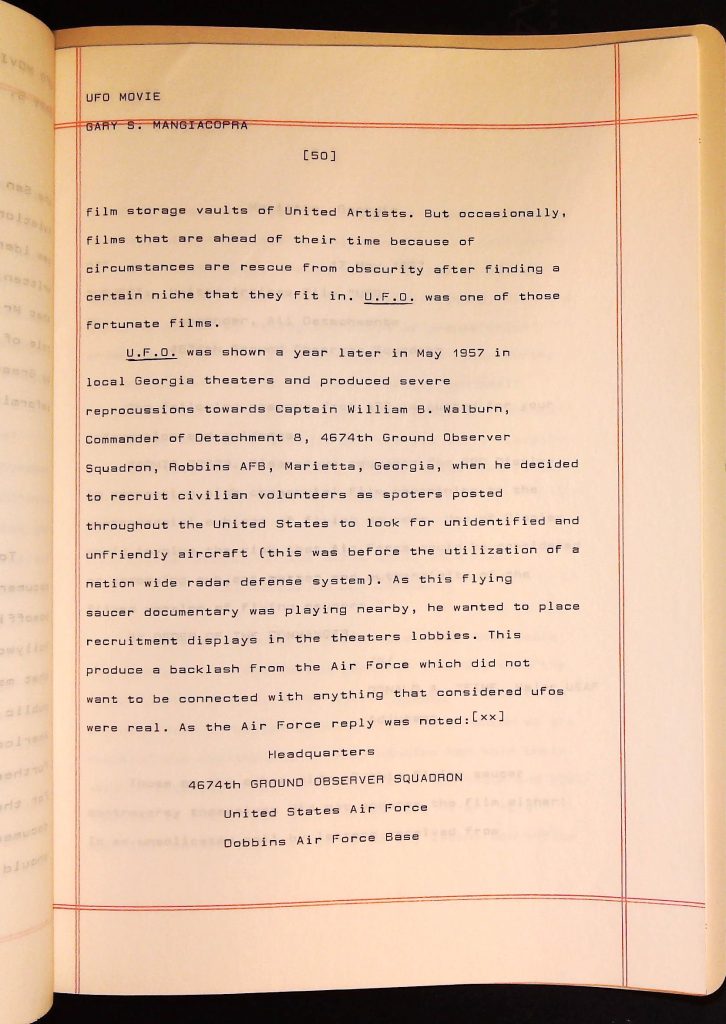 UFO MOVIE
GARY S. MANGIACOPRA
[50]
film storage vaults of United Artists. But occasionally,
films that are ahead of their time because of
circumstances are rescue from obscurity after finding a
certain niche that they fit in. U.F.O. was one of those
fortunate films.
U.F.O. was shown a year later in May 1957 in
local Georgia theaters and produced severe
reprocussions towards Captain William B. Walburn,
Commander of Detachment 8, 4674th Ground Observer
Squadron, Robbins AFB, Marietta, Georgia, when he decided
to recruit civilian volunteers as spoters posted
throughout the United States to look for unidentified and
unfriendly aircraft (this was before the utilization of a
nation wide radar defense system). As this flying
saucer documentary was playing nearby, he wanted to place
recruitment displays in the theaters lobbies. This
produce a backlash from the Air Force which did not
want to be connected with anything that considered ufos
were real. As the Air Force reply was noted:[xx]
Headquarters
4674th GROUND OBSERVER SQUADRON
United States Air Force
Dobbins Air Force Base